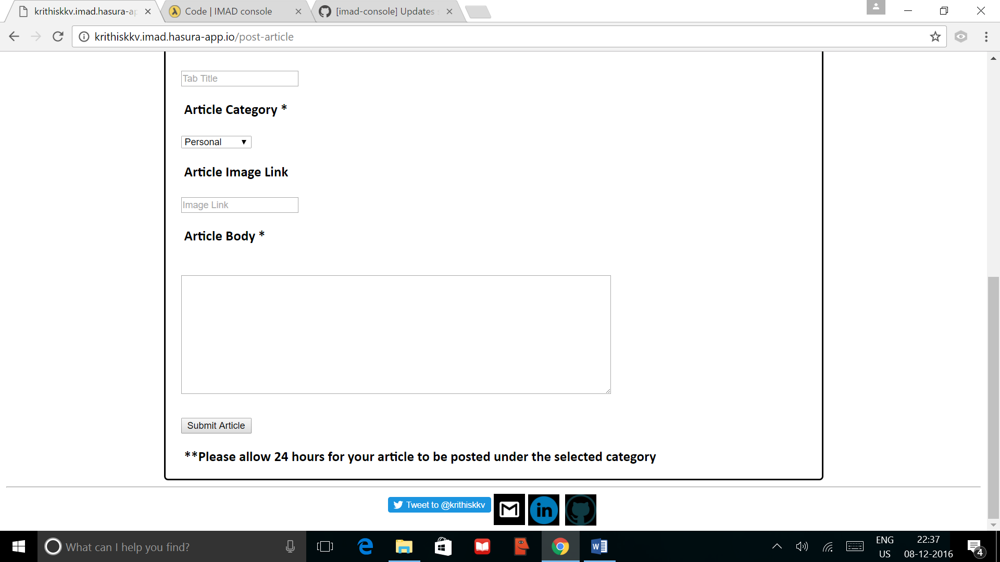 krithiskkv.imad.hasura-ap
Code | IMAD console
[imad-console] Updates
krithiskkv.imad.hasura-app.io/post-article
Tab Title
Article Category *
Personal
Article Image Link
Image Link
Article Body *
Submit Article
**Please allow 24 hours for your article to be posted under the selected category
Tweet to @krithiskkv
in
What can I help you find?
ENG
US
22:37
08-12-2016
4